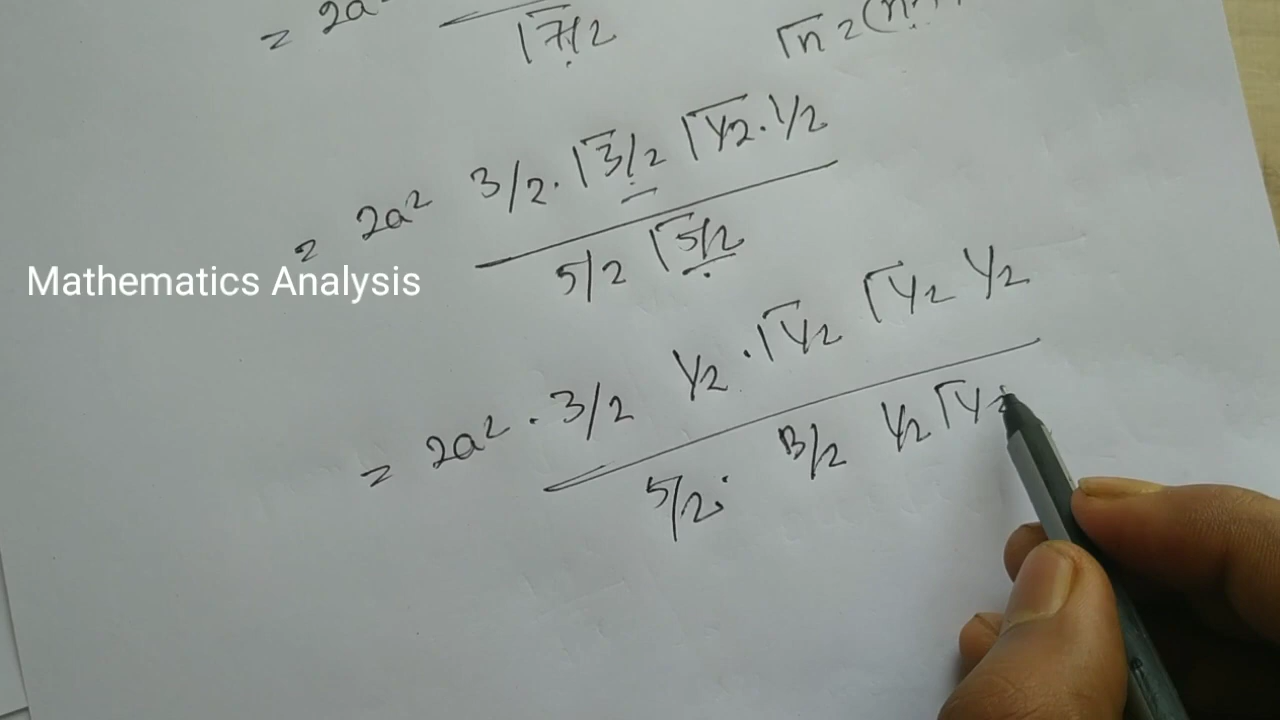 = 2a²
Γ7/2
Γn = (n
= 2a² 3/2 · Γ3/2 Γ1/2 · 1/2
5/2 Γ5/2
Mathematics Analysis
= 2a² · 3/2 1/2 · Γ1/2 Γ1/2 1/2
5/2 · 3/2 1/2 Γ1/2